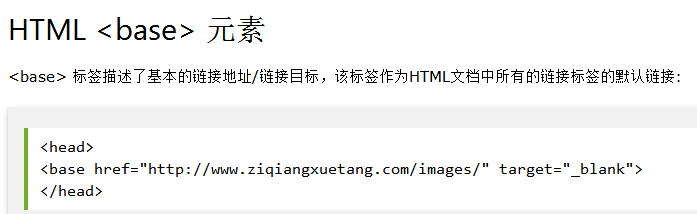 HTML <base> 元素
<base> 标签描述了基本的链接地址/链接目标，该标签作为HTML文档中所有的链接标签的默认链接:
<head>
<base href="http://www.ziqiangxuetang.com/images/" target="_blank">
</head>